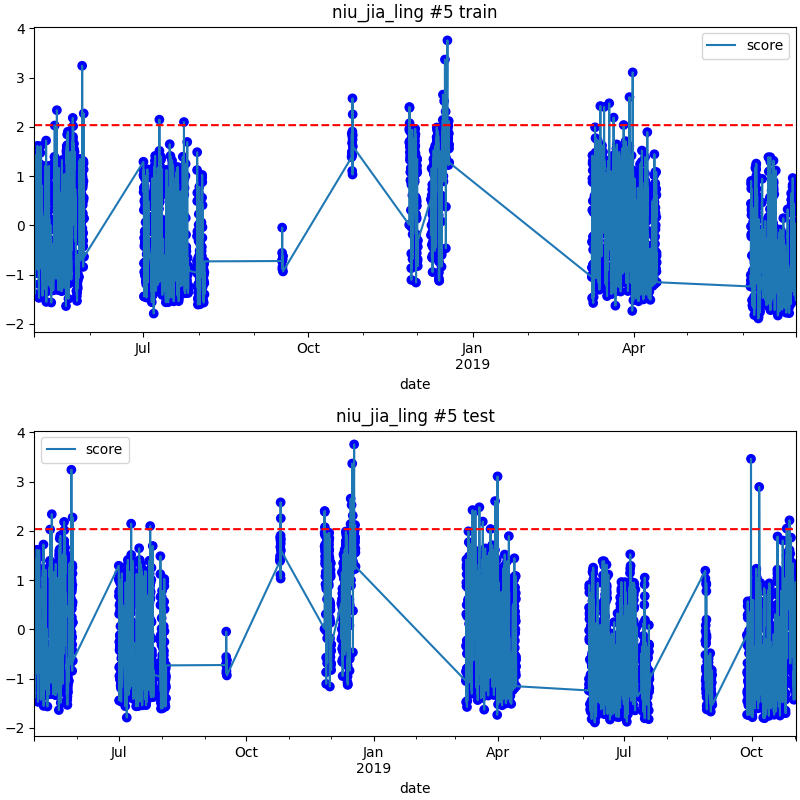 niu_jia_ling #5 train
score
4
3
2
1
0
−1
−2
Jul
Oct
Jan
2019
Apr
date
niu_jia_ling #5 test
score
4
3
2
1
0
−1
−2
Jul
Oct
Jan
2019
Apr
Jul
Oct
date